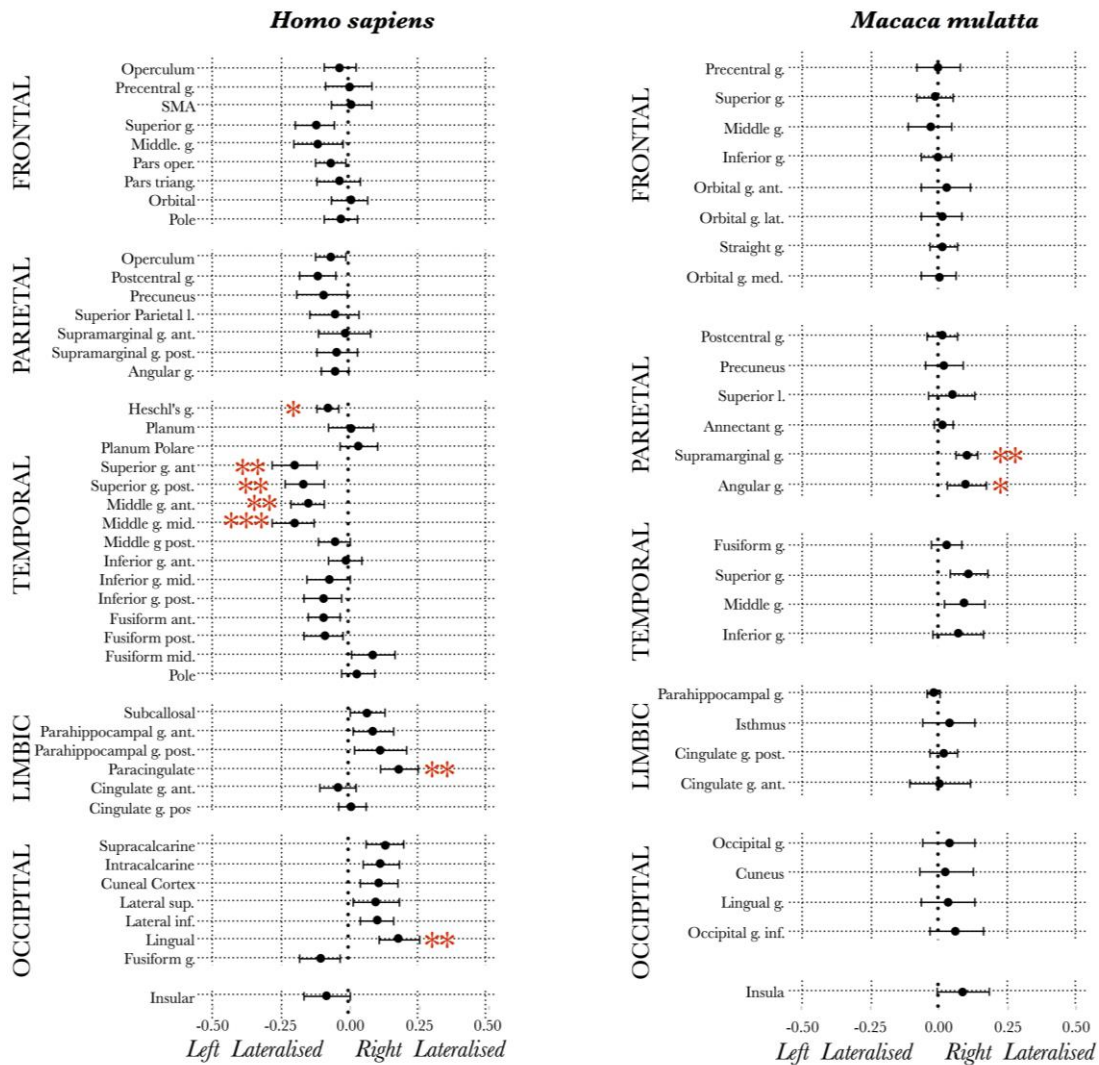 Homo sapiens
FRONTAL
Operculum
Precentral g.
SMA
Superior g.
Middle. g.
Pars oper.
Pars triang.
Orbital
Pole
PARIETAL
Operculum
Postcentral g.
Precuneus
Superior Parietal l.
Supramarginal g. ant.
Supramarginal g. post.
Angular g.
TEMPORAL
Heschl's g. *
Planum
Planum Polare
Superior g. ant **
Superior g. post. **
Middle g. ant. **
Middle g. mid. ***
Middle g post.
Inferior g. ant.
Inferior g. mid.
Inferior g. post.
Fusiform ant.
Fusiform post.
Fusiform mid.
Pole
LIMBIC
Subcallosal
Parahippocampal g. ant.
Parahippocampal g. post.
Paracingulate **
Cingulate g. ant.
Cingulate g. pos
OCCIPITAL
Supracalcarine
Intracalcarine
Cuneal Cortex
Lateral sup.
Lateral inf.
Lingual **
Fusiform g.
Insular
-0.50 -0.25 0.00 0.25 0.50
Left Lateralised Right Lateralised
Macaca mulatta
FRONTAL
Precentral g.
Superior g.
Middle g.
Inferior g.
Orbital g. ant.
Orbital g. lat.
Straight g.
Orbital g. med.
PARIETAL
Postcentral g.
Precuneus
Superior l.
Annectant g.
Supramarginal g. **
Angular g. *
TEMPORAL
Fusiform g.
Superior g.
Middle g.
Inferior g.
LIMBIC
Parahippocampal g.
Isthmus
Cingulate g. post.
Cingulate g. ant.
OCCIPITAL
Occipital g.
Cuneus
Lingual g.
Occipital g. inf.
Insula
-0.50 -0.25 0.00 0.25 0.50
Left Lateralised Right Lateralised